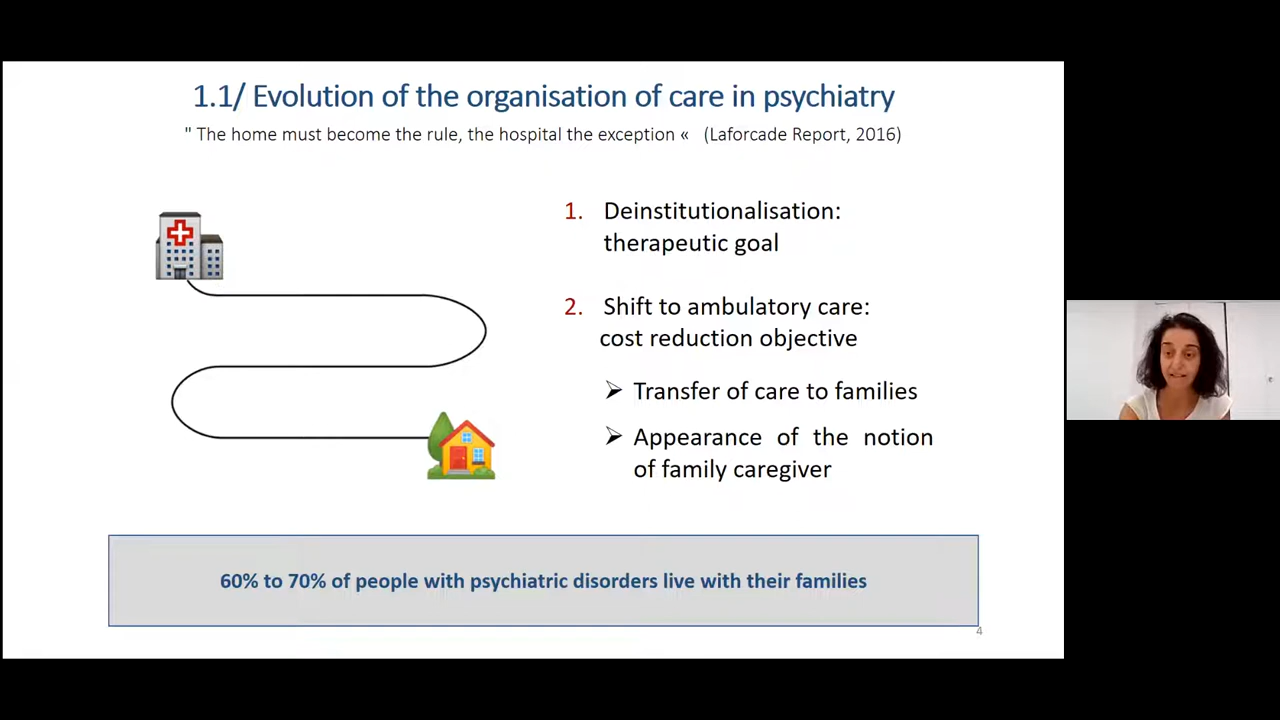 1.1/ Evolution of the organisation of care in psychiatry
" The home must become the rule, the hospital the exception « (Laforcade Report, 2016)
1. Deinstitutionalisation:
therapeutic goal
2. Shift to ambulatory care:
cost reduction objective
➢ Transfer of care to families
➢ Appearance of the notion
of family caregiver
60% to 70% of people with psychiatric disorders live with their families
4